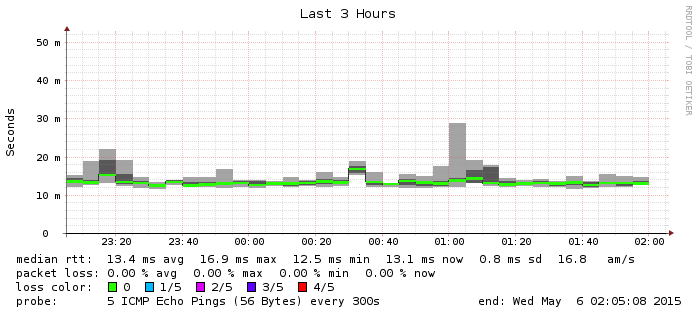 Last 3 Hours
RRDTOOL / TOBI OETIKER
Seconds
50 m
40 m
30 m
20 m
10 m
0
23:20 23:40 00:00 00:20 00:40 01:00 01:20 01:40 02:00
median rtt: 13.4 ms avg 16.9 ms max 12.5 ms min 13.1 ms now 0.8 ms sd 16.8 am/s
packet loss: 0.00 % avg 0.00 % max 0.00 % min 0.00 % now
loss color: 0 1/5 2/5 3/5 4/5
probe: 5 ICMP Echo Pings (56 Bytes) every 300s end: Wed May 6 02:05:08 2015